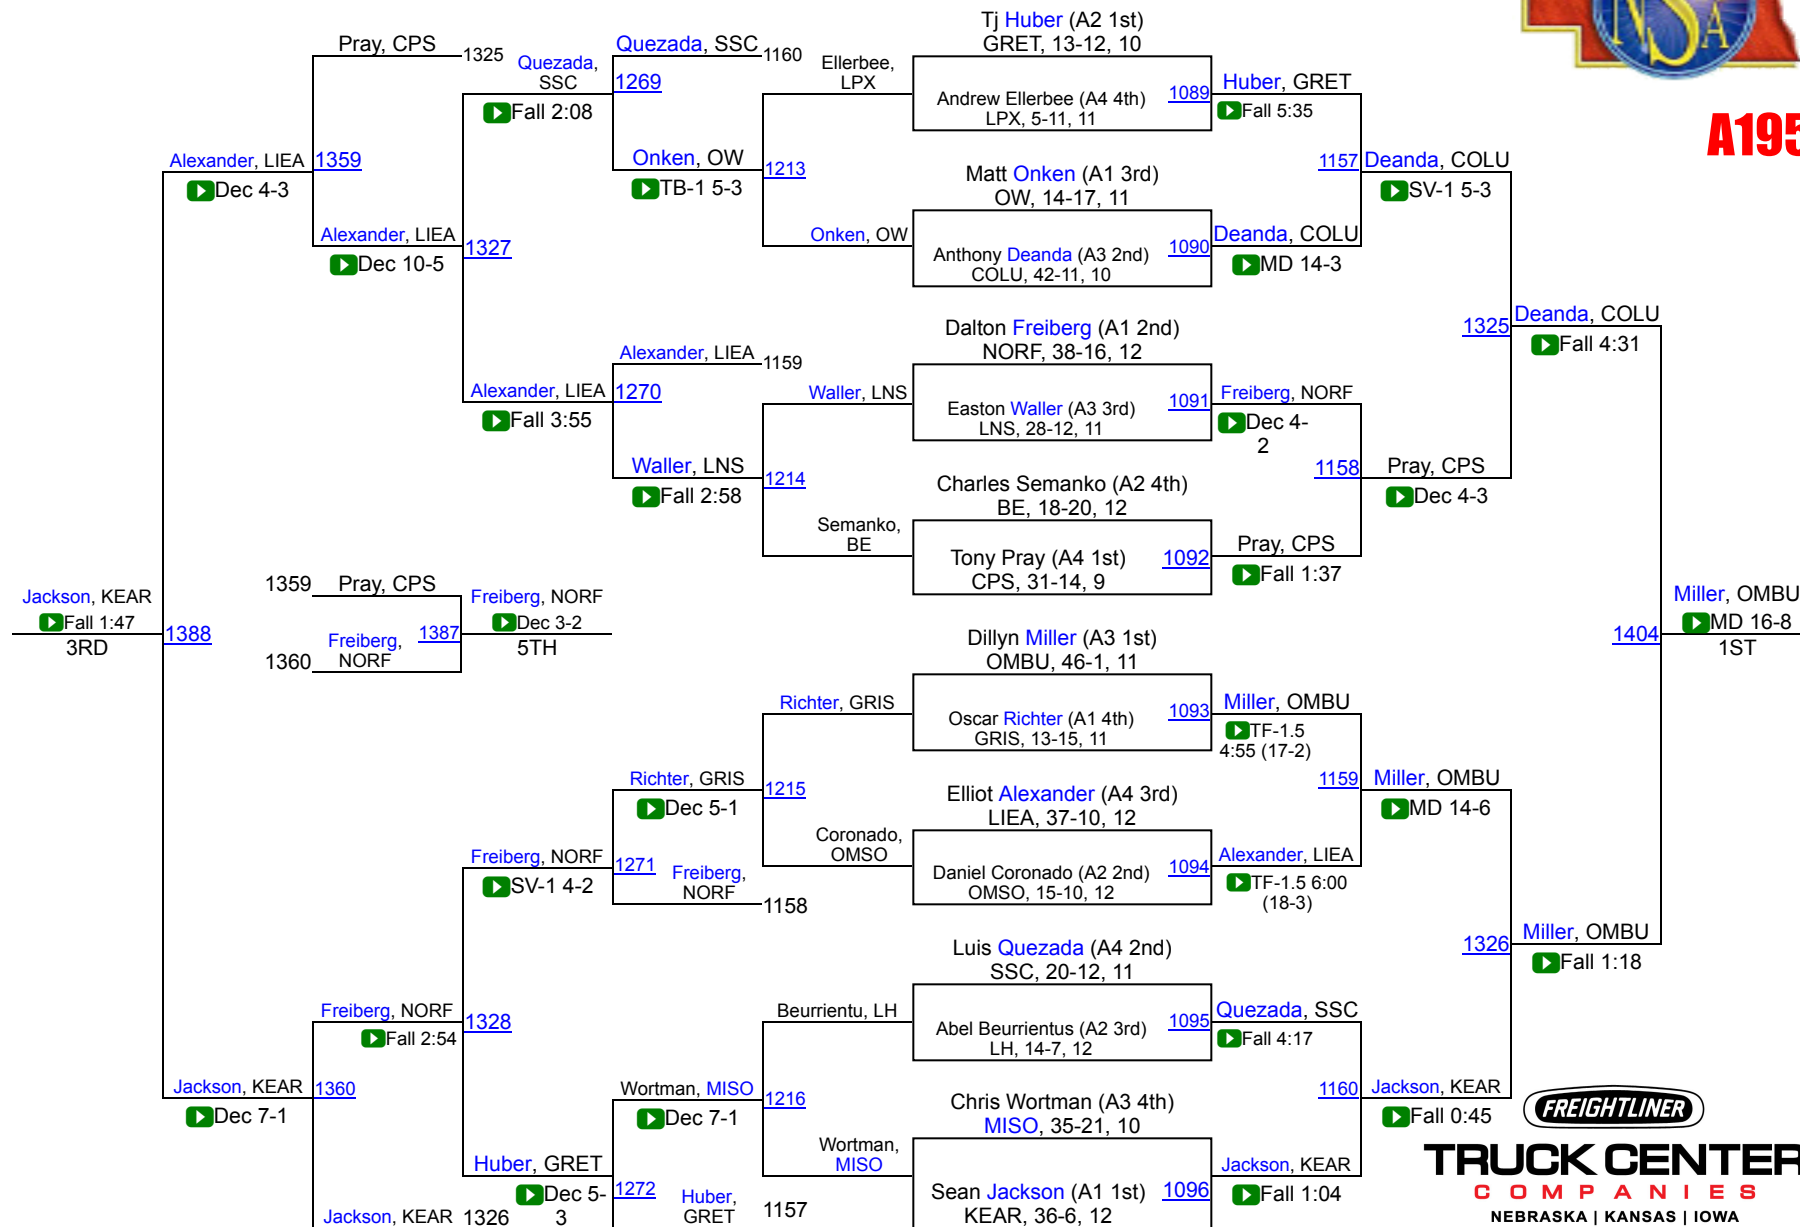 Tj Huber (A2 1st)
GRET, 13-12, 10
Andrew Ellerbee (A4 4th)
LPX, 5-11, 11
1089
Matt Onken (A1 3rd)
OW, 14-17, 11
Anthony Deanda (A3 2nd)
COLU, 42-11, 10
1090
Dalton Freiberg (A1 2nd)
NORF, 38-16, 12
Easton Waller (A3 3rd)
LNS, 28-12, 11
1091
Charles Semanko (A2 4th)
BE, 18-20, 12
Tony Pray (A4 1st)
CPS, 31-14, 9
1092
Dillyn Miller (A3 1st)
OMBU, 46-1, 11
Oscar Richter (A1 4th)
GRIS, 13-15, 11
1093
Elliot Alexander (A4 3rd)
LIEA, 37-10, 12
Daniel Coronado (A2 2nd)
OMSO, 15-10, 12
1094
Luis Quezada (A4 2nd)
SSC, 20-12, 11
Abel Beurrientus (A2 3rd)
LH, 14-7, 12
1095
Chris Wortman (A3 4th)
MISO, 35-21, 10
Sean Jackson (A1 1st)
KEAR, 36-6, 12
1096
Huber, GRET
Fall 5:35
1157
Deanda, COLU
MD 14-3
Freiberg, NORF
Dec 4-
2
1158
Pray, CPS
Fall 1:37
Miller, OMBU
TF-1.5
4:55 (17-2)
1159
Alexander, LIEA
TF-1.5 6:00
(18-3)
Quezada, SSC
Fall 4:17
1160
Jackson, KEAR
Fall 1:04
Deanda, COLU
SV-1 5-3
1325
Pray, CPS
Dec 4-3
Miller, OMBU
MD 14-6
1326
Jackson, KEAR
Fall 0:45
Deanda, COLU
Fall 4:31
1404
Miller, OMBU
Fall 1:18
Miller, OMBU
MD 16-8
1ST
Ellerbee,
LPX
1213
Onken, OW
Waller, LNS
1214
Semanko,
BE
Richter, GRIS
1215
Coronado,
OMSO
Beurrientu, LH
1216
Wortman,
MISO
Quezada, SSC
1160
1269
Onken, OW
TB-1 5-3
Alexander, LIEA
1159
1270
Waller, LNS
Fall 2:58
Richter, GRIS
Dec 5-1
1271
Freiberg,
NORF
1158
Wortman, MISO
Dec 7-1
1272
Huber,
GRET
1157
Quezada,
SSC
Fall 2:08
1327
Alexander, LIEA
Fall 3:55
Freiberg, NORF
SV-1 4-2
1328
Huber, GRET
Dec 5-
3
Pray, CPS
1325
1359
Alexander, LIEA
Dec 10-5
Freiberg, NORF
Fall 2:54
1360
Jackson, KEAR
1326
Alexander, LIEA
Dec 4-3
1388
Jackson, KEAR
Dec 7-1
Jackson, KEAR
Fall 1:47
3RD
1359
Pray, CPS
1387
1360
Freiberg,
NORF
Freiberg, NORF
Dec 3-2
5TH
NSA
A195
FREIGHTLINER
TRUCK CENTER
COMPANIES
NEBRASKA | KANSAS | IOWA